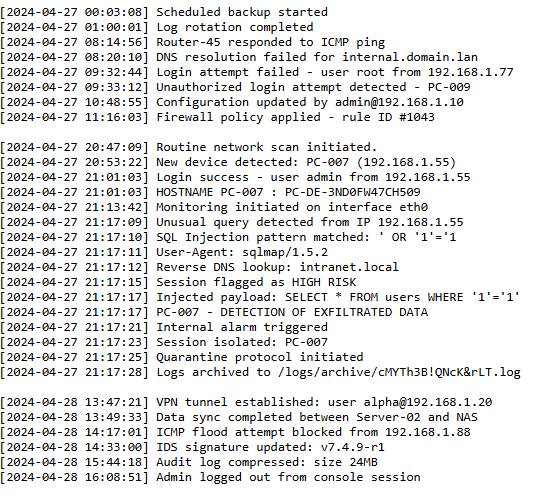 [2024-04-27 00:03:08] Scheduled backup started
[2024-04-27 01:00:01] Log rotation completed
[2024-04-27 08:14:56] Router-45 responded to ICMP ping
[2024-04-27 08:20:10] DNS resolution failed for internal.domain.lan
[2024-04-27 09:32:44] Login attempt failed - user root from 192.168.1.77
[2024-04-27 09:33:12] Unauthorized login attempt detected - PC-009
[2024-04-27 10:48:55] Configuration updated by admin@192.168.1.10
[2024-04-27 11:16:03] Firewall policy applied - rule ID #1043
[2024-04-27 20:47:09] Routine network scan initiated.
[2024-04-27 20:53:22] New device detected: PC-007 (192.168.1.55)
[2024-04-27 21:01:03] Login success - user admin from 192.168.1.55
[2024-04-27 21:01:03] HOSTNAME PC-007 : PC-DE-3ND0FW47CH509
[2024-04-27 21:13:42] Monitoring initiated on interface eth0
[2024-04-27 21:17:09] Unusual query detected from IP 192.168.1.55
[2024-04-27 21:17:10] SQL Injection pattern matched: ' OR '1'='1
[2024-04-27 21:17:11] User-Agent: sqlmap/1.5.2
[2024-04-27 21:17:12] Reverse DNS lookup: intranet.local
[2024-04-27 21:17:15] Session flagged as HIGH RISK
[2024-04-27 21:17:17] Injected payload: SELECT * FROM users WHERE '1'='1'
[2024-04-27 21:17:17] PC-007 - DETECTION OF EXFILTRATED DATA
[2024-04-27 21:17:21] Internal alarm triggered
[2024-04-27 21:17:23] Session isolated: PC-007
[2024-04-27 21:17:25] Quarantine protocol initiated
[2024-04-27 21:17:28] Logs archived to /logs/archive/cMYTh3B!QNcK&rLT.log
[2024-04-28 13:47:21] VPN tunnel established: user alpha@192.168.1.20
[2024-04-28 13:49:33] Data sync completed between Server-02 and NAS
[2024-04-28 14:17:01] ICMP flood attempt blocked from 192.168.1.88
[2024-04-28 14:33:00] IDS signature updated: v7.4.9-r1
[2024-04-28 15:44:18] Audit log compressed: size 24MB
[2024-04-28 16:08:51] Admin logged out from console session